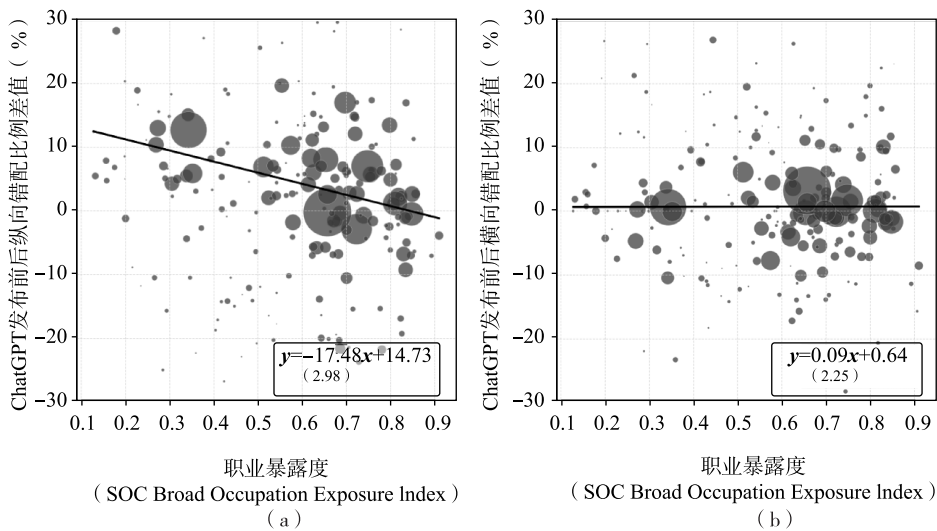 ChatGPT发布前后纵向错配比例差值（%）
30
20
10
0
−10
−20
−30
0.1 0.2 0.3 0.4 0.5 0.6 0.7 0.8 0.9
y=−17.48x+14.73
（2.98）
职业暴露度
（SOC Broad Occupation Exposure lndex）
（a）
ChatGPT发布前后横向错配比例差值（%）
30
20
10
0
−10
−20
−30
0.1 0.2 0.3 0.4 0.5 0.6 0.7 0.8 0.9
y=0.09x+0.64
（2.25）
职业暴露度
（SOC Broad Occupation Exposure lndex）
（b）